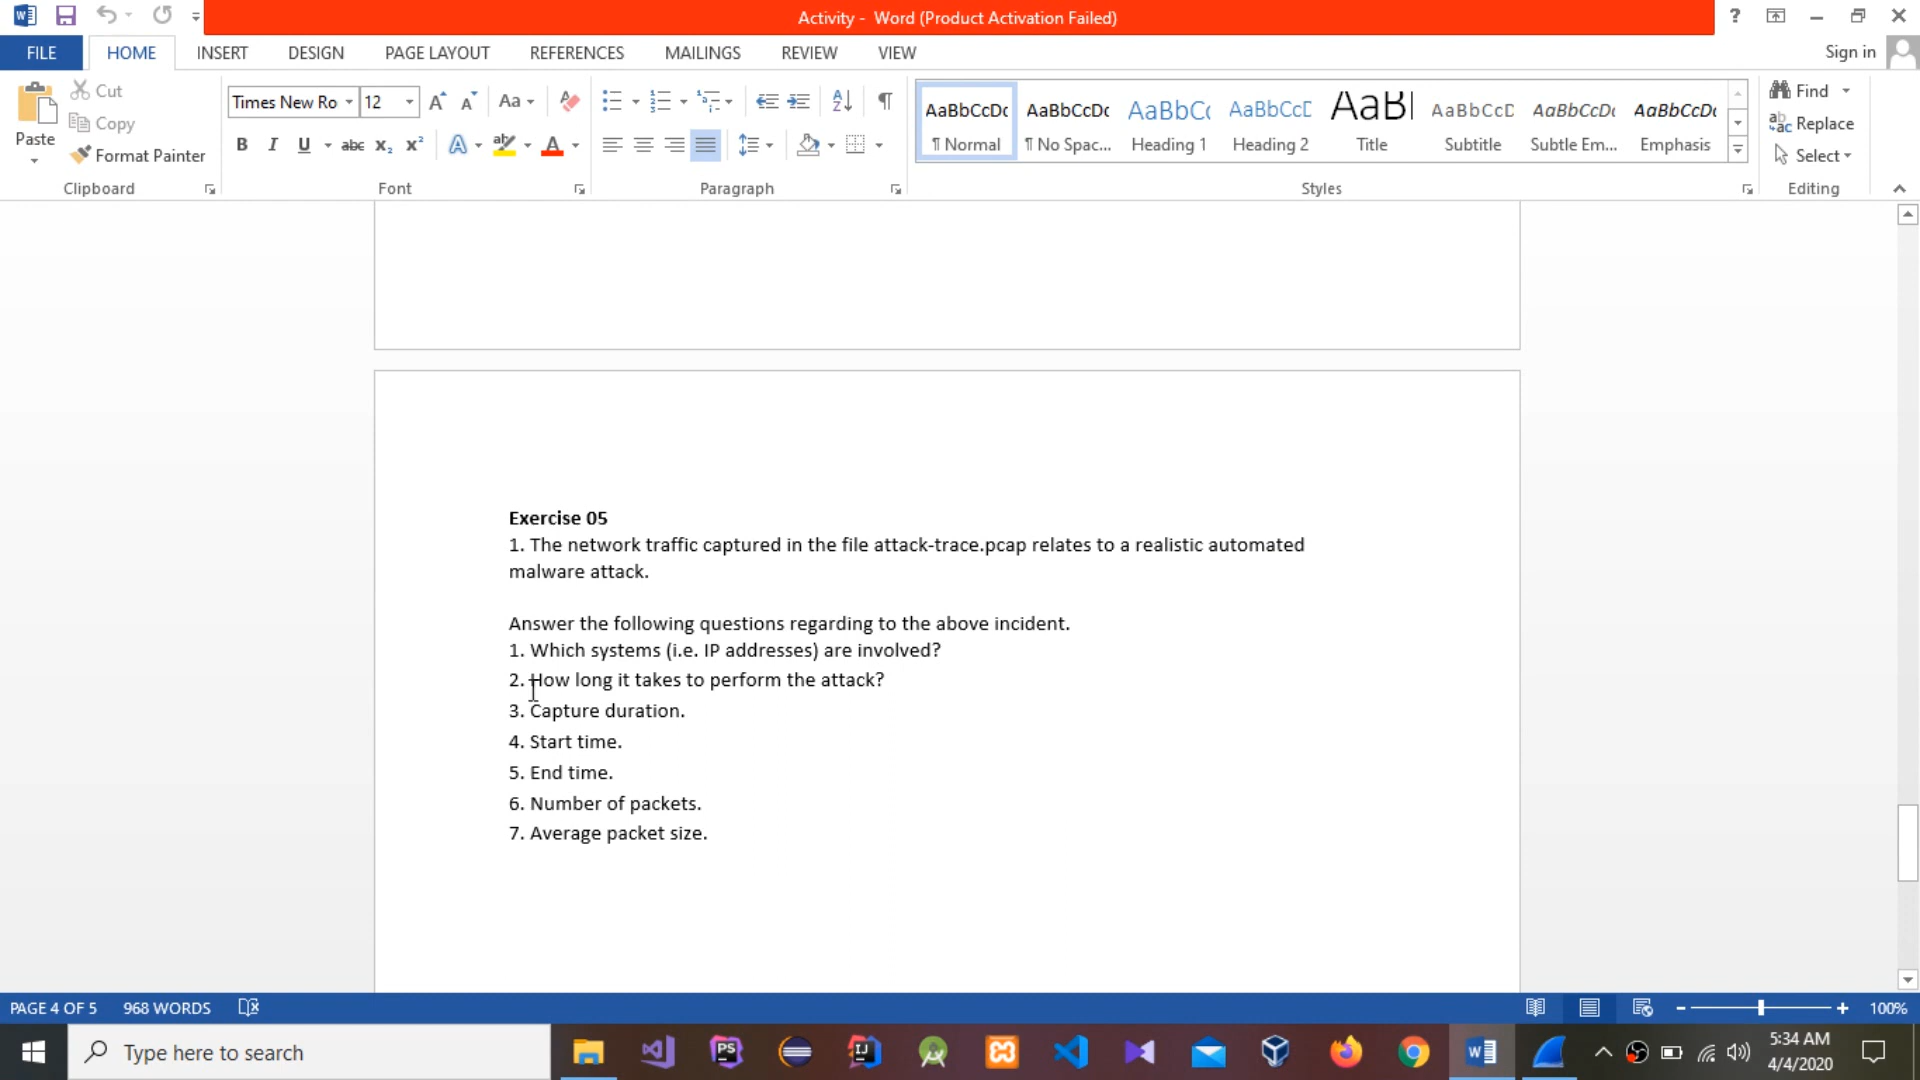 Activity - Word (Product Activation Failed)
FILE HOME INSERT DESIGN PAGE LAYOUT REFERENCES MAILINGS REVIEW VIEW Sign in
Paste
Cut
Copy
Format Painter
Clipboard
Times New Ro 12
Font
Paragraph
AaBbCcDc AaBbCcDc AaBbC( AaBbCcD AaB AaBbCcD AaBbCcDc AaBbCcDc
¶ Normal ¶ No Spac... Heading 1 Heading 2 Title Subtitle Subtle Em... Emphasis
Styles
Find
Replace
Select
Editing
Exercise 05
1. The network traffic captured in the file attack-trace.pcap relates to a realistic automated
malware attack.
Answer the following questions regarding to the above incident.
1. Which systems (i.e. IP addresses) are involved?
2. How long it takes to perform the attack?
3. Capture duration.
4. Start time.
5. End time.
6. Number of packets.
7. Average packet size.
PAGE 4 OF 5 968 WORDS 100%
Type here to search
5:34 AM
4/4/2020